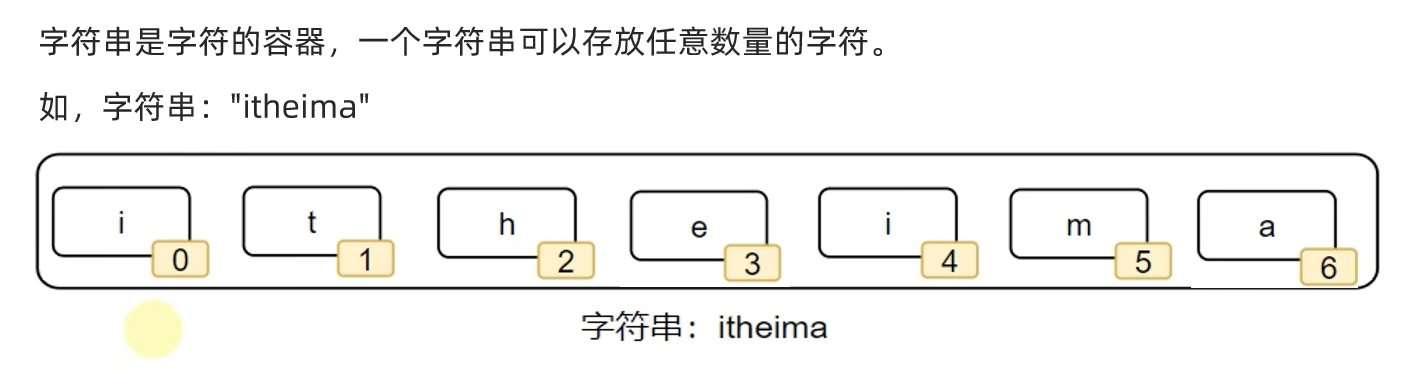 字符串是字符的容器，一个字符串可以存放任意数量的字符。
如，字符串："itheima"
i t h e i m a
0 1 2 3 4 5 6
字符串：itheima